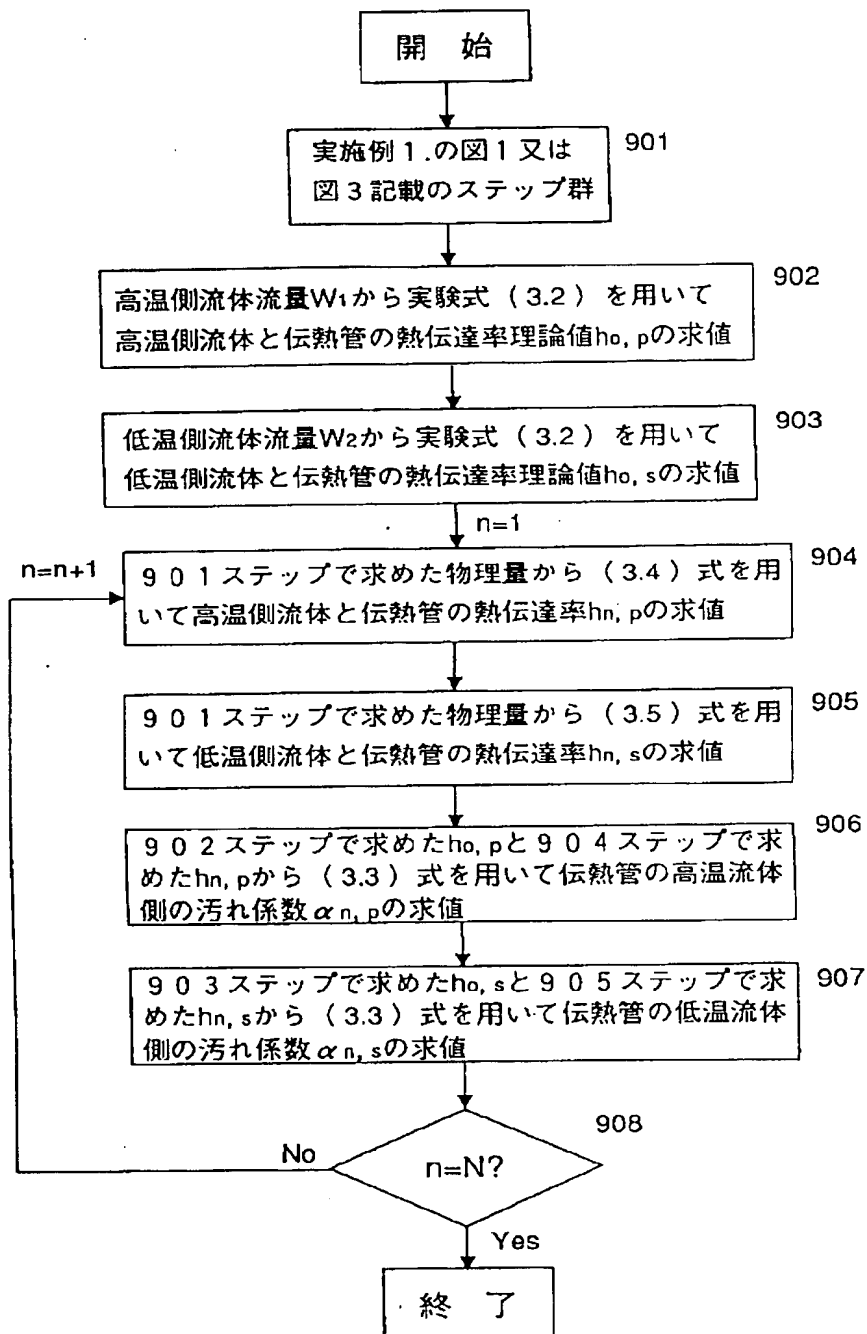 開 始
901
実施例1.の図1又は
図3記載のステップ群
902
高温側流体流量W1から実験式(3.2)を用いて
高温側流体と伝熱管の熱伝達率理論値ho, pの求値
903
低温側流体流量W2から実験式(3.2)を用いて
低温側流体と伝熱管の熱伝達率理論値ho, sの求値
n=1
n=n+1
904
901ステップで求めた物理量から(3.4)式を用
いて高温側流体と伝熱管の熱伝達率hn, pの求値
905
901ステップで求めた物理量から(3.5)式を用
いて低温側流体と伝熱管の熱伝達率hn, sの求値
906
902ステップで求めたho, pと904ステップで求
めたhn, pから(3.3)式を用いて伝熱管の高温流体
側の汚れ係数αn, pの求値
907
903ステップで求めたho, sと905ステップで求
めたhn, sから(3.3)式を用いて伝熱管の低温流体
側の汚れ係数αn, sの求値
908
No
n=N?
Yes
終 了